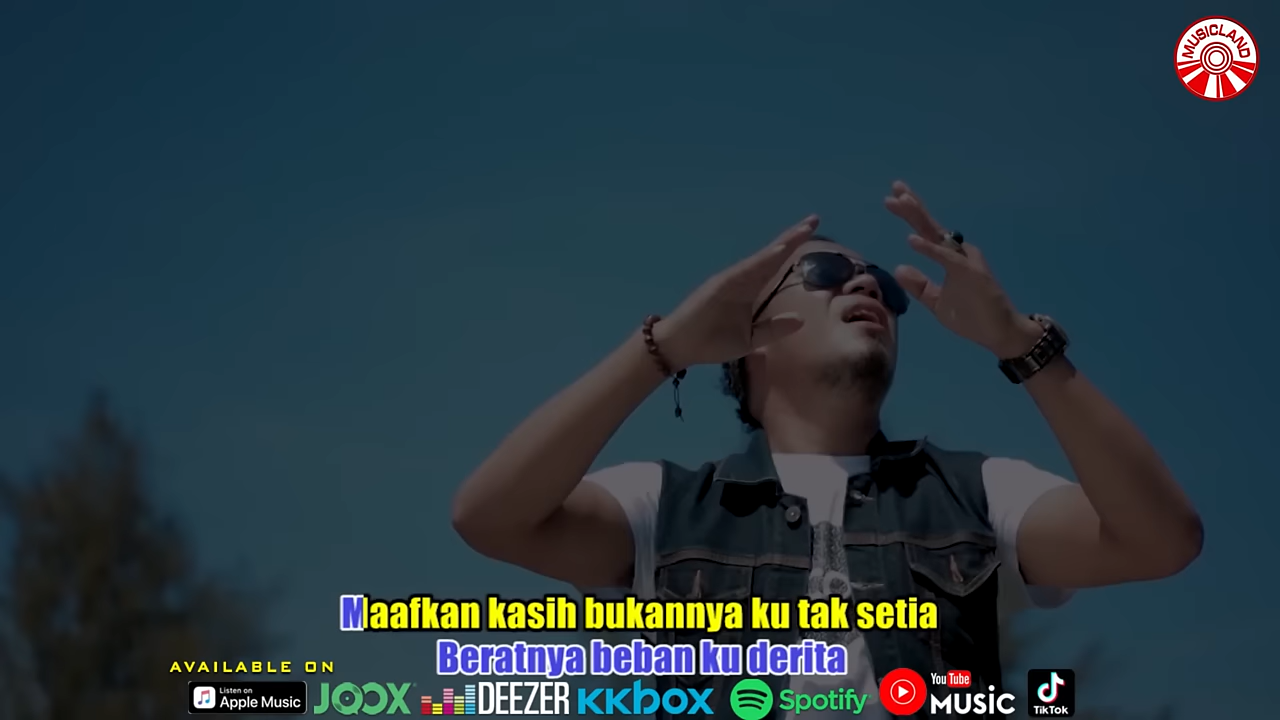 MUSICLAND
Maafkan kasih bukannya ku tak setia
Beratnya beban ku derita
AVAILABLE ON
Listen on
Apple Music
JOOX
DEEZER
KKBOX
Spotify
YouTube
MUSIC
TikTok